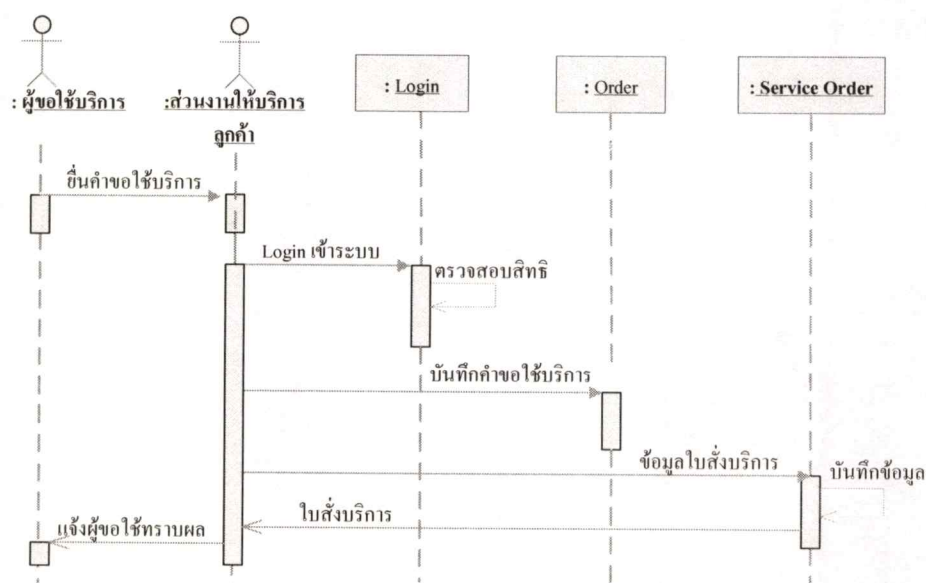 : ผู้ขอใช้บริการ
:ส่วนงานให้บริการ
ลูกค้า
: Login
: Order
: Service Order
ยื่นคำขอใช้บริการ
Login เข้าระบบ
ตรวจสอบสิทธิ
บันทึกคำขอใช้บริการ
ข้อมูลใบสั่งบริการ
บันทึกข้อมูล
ใบสั่งบริการ
แจ้งผู้ขอใช้ทราบผล